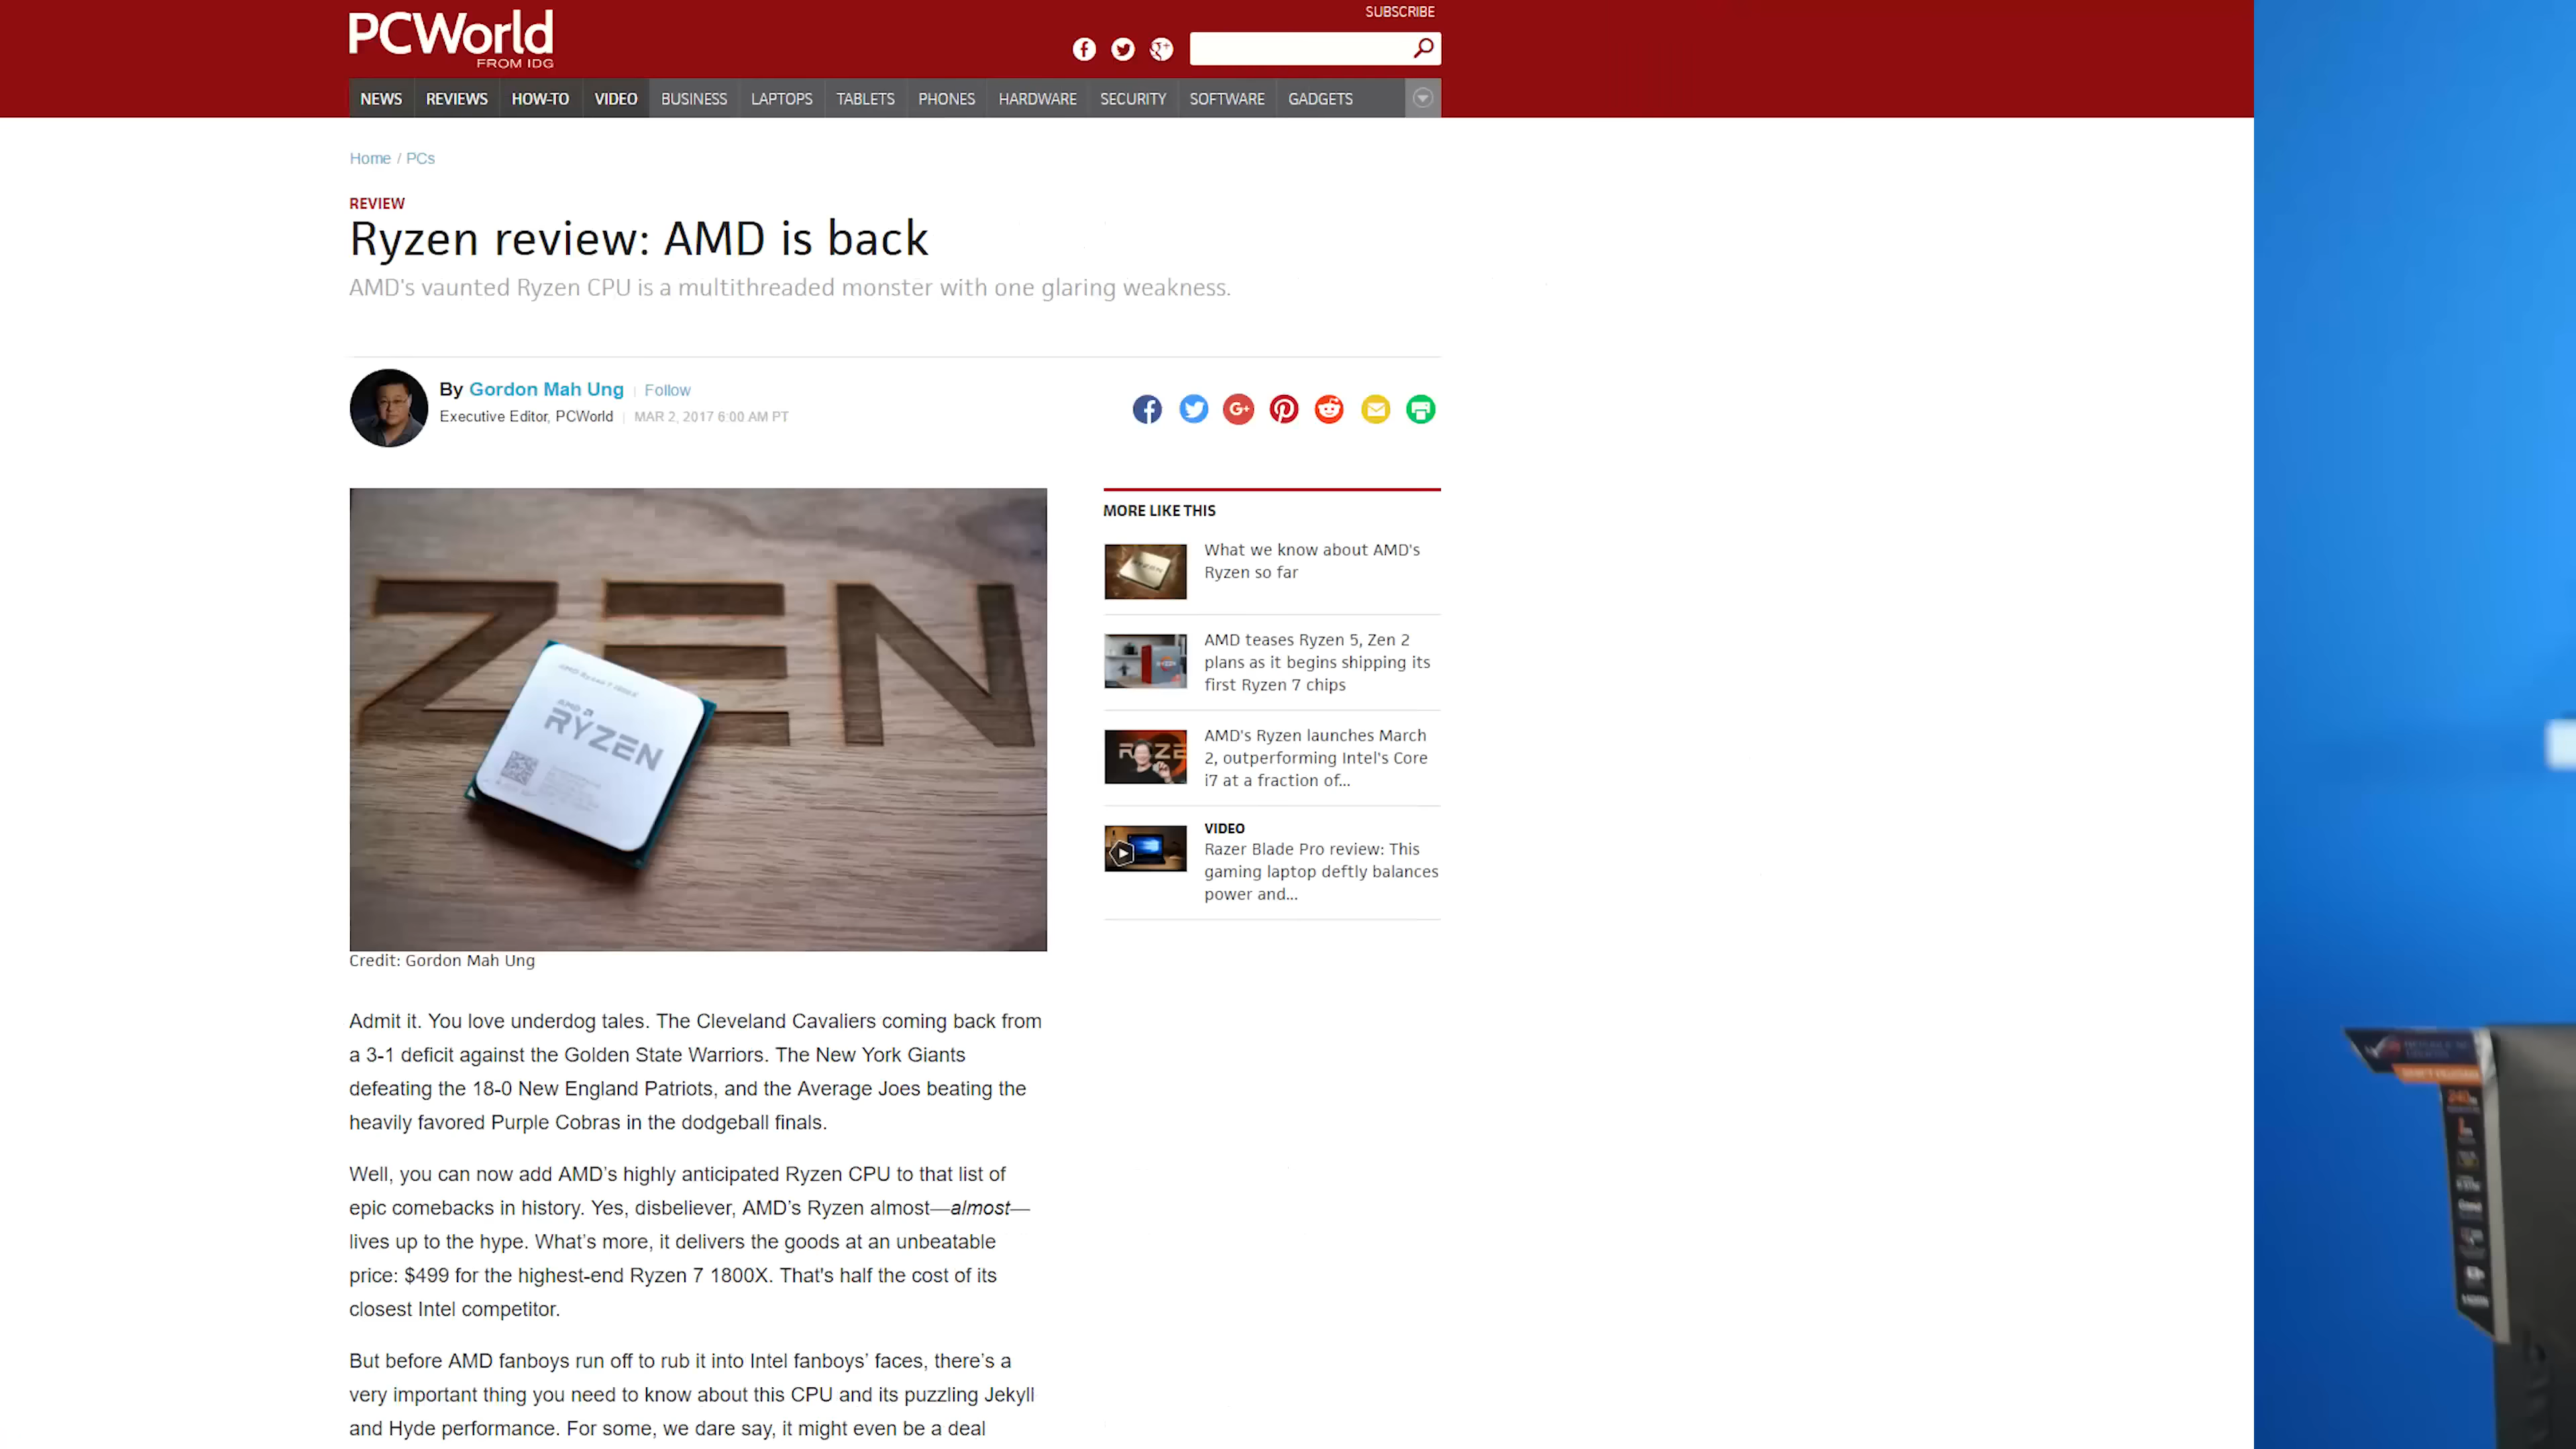 SUBSCRIBE
PCWorld
FROM IDG
NEWS REVIEWS HOW-TO VIDEO BUSINESS LAPTOPS TABLETS PHONES HARDWARE SECURITY SOFTWARE GADGETS
Home / PCs
REVIEW
Ryzen review: AMD is back
AMD's vaunted Ryzen CPU is a multithreaded monster with one glaring weakness.
By Gordon Mah Ung | Follow
Executive Editor, PCWorld | MAR 2, 2017 6:00 AM PT
ZEN
AMD Ryzen 7 1800X
AMD
RYZEN
Credit: Gordon Mah Ung
MORE LIKE THIS
What we know about AMD's
Ryzen so far
AMD teases Ryzen 5, Zen 2
plans as it begins shipping its
first Ryzen 7 chips
AMD's Ryzen launches March
2, outperforming Intel's Core
i7 at a fraction of...
VIDEO
Razer Blade Pro review: This
gaming laptop deftly balances
power and...
Admit it. You love underdog tales. The Cleveland Cavaliers coming back from
a 3-1 deficit against the Golden State Warriors. The New York Giants
defeating the 18-0 New England Patriots, and the Average Joes beating the
heavily favored Purple Cobras in the dodgeball finals.
Well, you can now add AMD’s highly anticipated Ryzen CPU to that list of
epic comebacks in history. Yes, disbeliever, AMD’s Ryzen almost—almost—
lives up to the hype. What’s more, it delivers the goods at an unbeatable
price: $499 for the highest-end Ryzen 7 1800X. That's half the cost of its
closest Intel competitor.
But before AMD fanboys run off to rub it into Intel fanboys’ faces, there’s a
very important thing you need to know about this CPU and its puzzling Jekyll
and Hyde performance. For some, we dare say, it might even be a deal